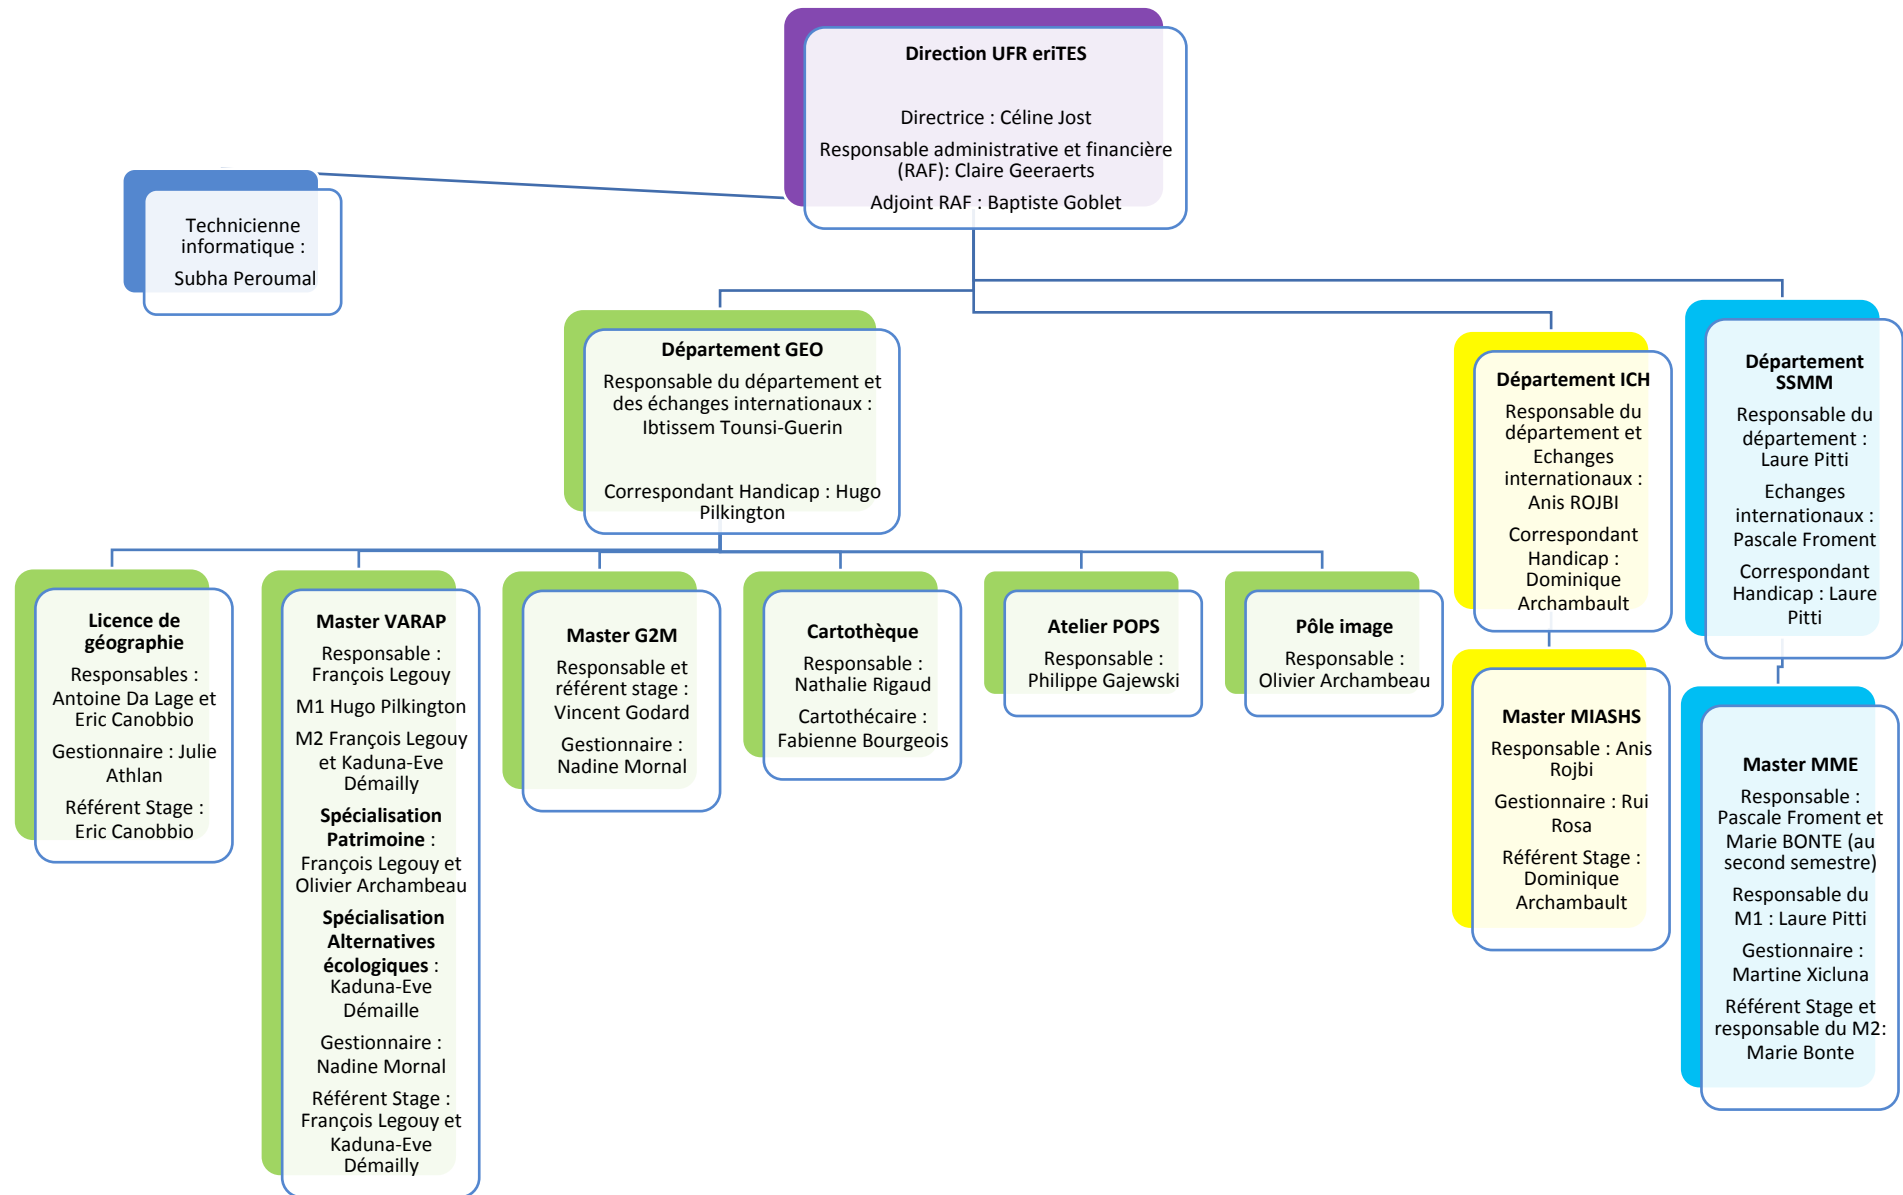 Direction UFR eriTES
Directrice : Céline Jost
Responsable administrative et financière
(RAF): Claire Geeraerts
Adjoint RAF : Baptiste Goblet
Technicienne
informatique :
Subha Peroumal
Département GEO
Responsable du département et
des échanges internationaux :
Ibtissem Tounsi-Guerin
Correspondant Handicap : Hugo
Pilkington
Département ICH
Responsable du
département et
Echanges
internationaux :
Anis ROJBI
Correspondant
Handicap :
Dominique
Archambault
Département
SSMM
Responsable du
département :
Laure Pitti
Echanges
internationaux :
Pascale Froment
Correspondant
Handicap : Laure
Pitti
Licence de
géographie
Responsables :
Antoine Da Lage et
Eric Canobbio
Gestionnaire : Julie
Athlan
Référent Stage :
Eric Canobbio
Master VARAP
Responsable :
François Legouy
M1 Hugo Pilkington
M2 François Legouy
et Kaduna-Eve
Démailly
Spécialisation
Patrimoine :
François Legouy et
Olivier Archambeau
Spécialisation
Alternatives
écologiques :
Kaduna-Eve
Démaille
Gestionnaire :
Nadine Mornal
Référent Stage :
François Legouy et
Kaduna-Eve
Démailly
Master G2M
Responsable et
référent stage :
Vincent Godard
Gestionnaire :
Nadine Mornal
Cartothèque
Responsable :
Nathalie Rigaud
Cartothécaire :
Fabienne Bourgeois
Atelier POPS
Responsable :
Philippe Gajewski
Pôle image
Responsable :
Olivier Archambeau
Master MIASHS
Responsable : Anis
Rojbi
Gestionnaire : Rui
Rosa
Référent Stage :
Dominique
Archambault
Master MME
Responsable :
Pascale Froment et
Marie BONTE (au
second semestre)
Responsable du
M1 : Laure Pitti
Gestionnaire :
Martine Xicluna
Référent Stage et
responsable du M2:
Marie Bonte